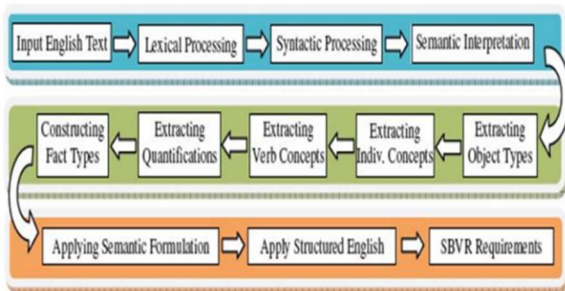 Input English Text
Lexical Processing
Syntactic Processing
Semantic Interpretation
Constructing
Fact Types
Extracting
Quantifications
Extracting
Verb Concepts
Extracting
Indiv. Concepts
Extracting
Object Types
Applying Semantic Formulation
Apply Structured English
SBVR Requirements